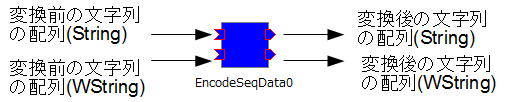 変換前の文字列
の配列(String)
変換前の文字列
の配列(WString)
EncodeSeqData0
変換後の文字列
の配列(String)
変換後の文字列
の配列(WString)